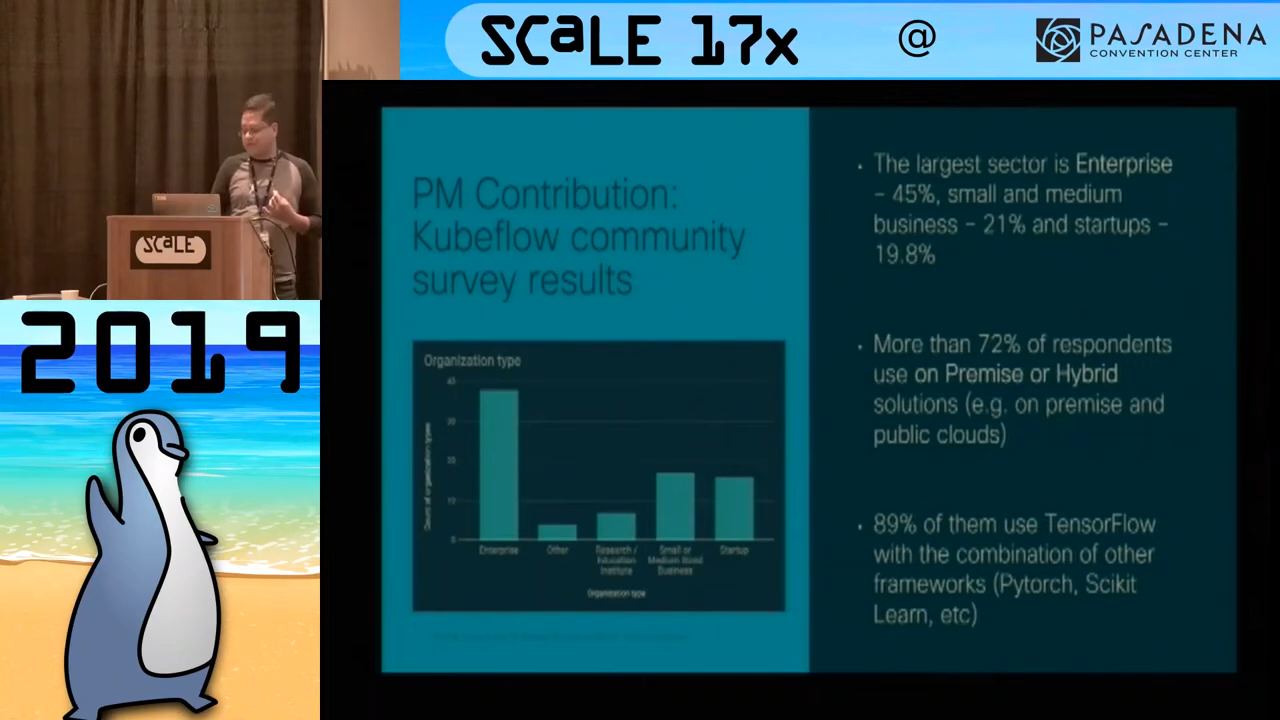 SCALE 17x
@
PASADENA
CONVENTION CENTER
SCALE
2019
PM Contribution:
Kubeflow community
survey results
Organization type
Count of organization types
40
30
20
10
0
Enterprise
Other
Research /
Education
Institute
Small or
Medium Sized
Business
Startup
Organization type
• The largest sector is Enterprise
– 45%, small and medium
business – 21% and startups –
19.8%
• More than 72% of respondents
use on Premise or Hybrid
solutions (e.g. on premise and
public clouds)
• 89% of them use TensorFlow
with the combination of other
frameworks (Pytorch, Scikit
Learn, etc)